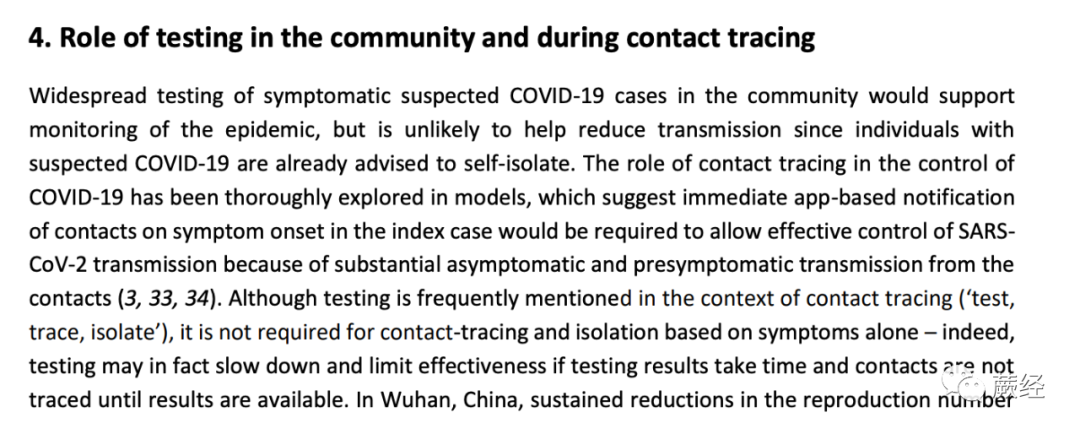 4. Role of testing in the community and during contact tracing
Widespread testing of symptomatic suspected COVID-19 cases in the community would support
monitoring of the epidemic, but is unlikely to help reduce transmission since individuals with
suspected COVID-19 are already advised to self-isolate. The role of contact tracing in the control of
COVID-19 has been thoroughly explored in models, which suggest immediate app-based notification
of contacts on symptom onset in the index case would be required to allow effective control of SARS-
CoV-2 transmission because of substantial asymptomatic and presymptomatic transmission from the
contacts (3, 33, 34). Although testing is frequently mentioned in the context of contact tracing (‘test,
trace, isolate’), it is not required for contact-tracing and isolation based on symptoms alone – indeed,
testing may in fact slow down and limit effectiveness if testing results take time and contacts are not
traced until results are available. In Wuhan, China, sustained reductions in the reproduction number
蕨经